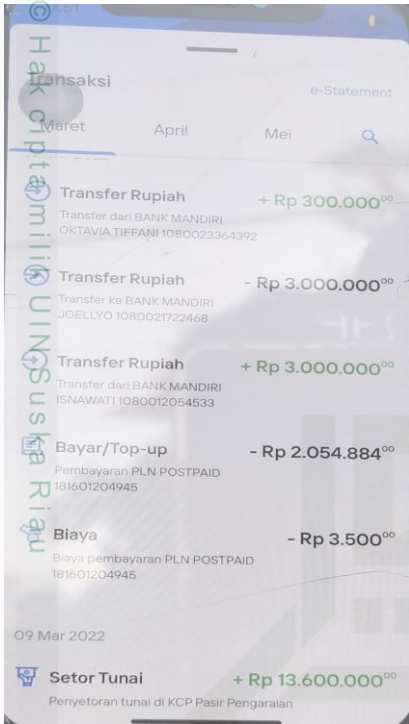 © Hak cipta milik UIN Suska Riau
Transaksi
e-Statement
Maret April Mei
Transfer Rupiah + Rp 300.000⁰⁰
Transfer dari BANK MANDIRI
OKTAVIA TIFFANI 1080023364392
Transfer Rupiah - Rp 3.000.000⁰⁰
Transfer ke BANK MANDIRI
JOELLYO 1080021722468
Transfer Rupiah + Rp 3.000.000⁰⁰
Transfer dari BANK MANDIRI
ISNAWATI 1080012054533
Bayar/Top-up - Rp 2.054.884⁰⁰
Pembayaran PLN POSTPAID
181601204945
Biaya - Rp 3.500⁰⁰
Biaya pembayaran PLN POSTPAID
181601204945
09 Mar 2022
Setor Tunai + Rp 13.600.000⁰⁰
Penyetoran tunai di KCP Pasir Pengaraian